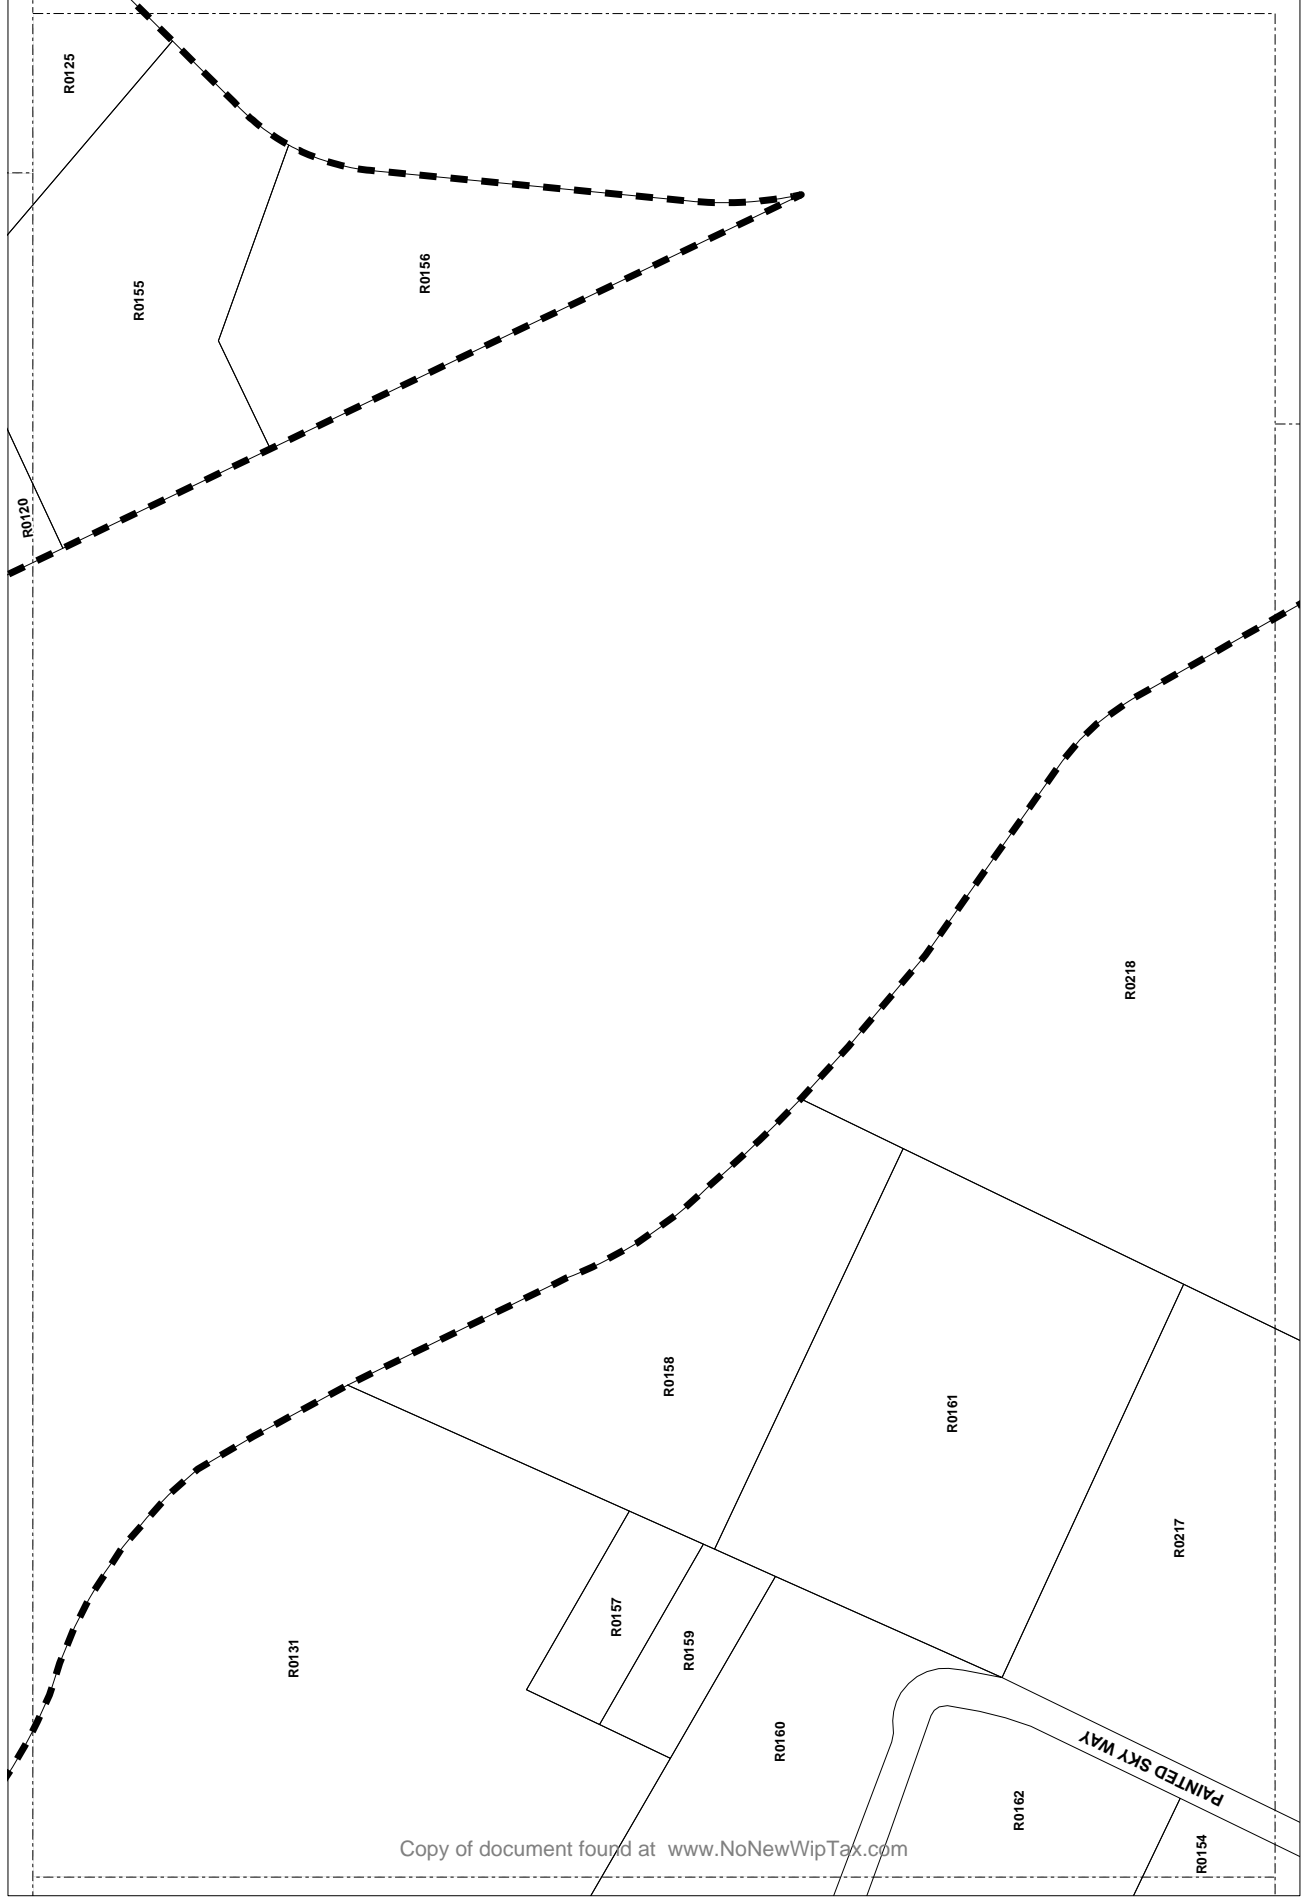 R0125
R0155
R0156
R0120
R0218
R0158
R0161
R0217
R0157
R0159
R0131
R0160
PAINTED SKY WAY
R0162
R0154
Copy of document found at www.NoNewWipTax.com